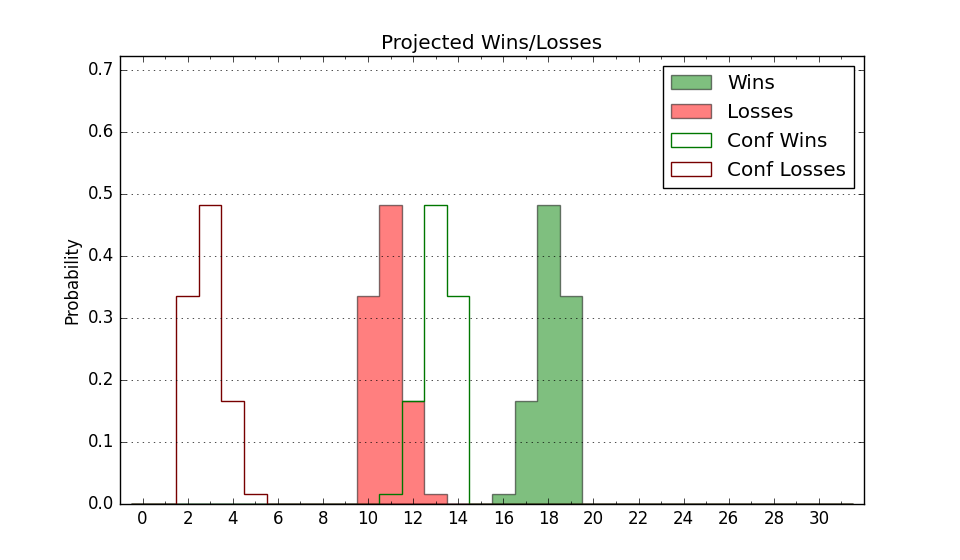 Projected Wins/Losses
0.7
0.6
0.5
0.4
0.3
0.2
0.1
0.0
Probability
Wins
Losses
Conf Wins
Conf Losses
0 2 4 6 8 10 12 14 16 18 20 22 24 26 28 30